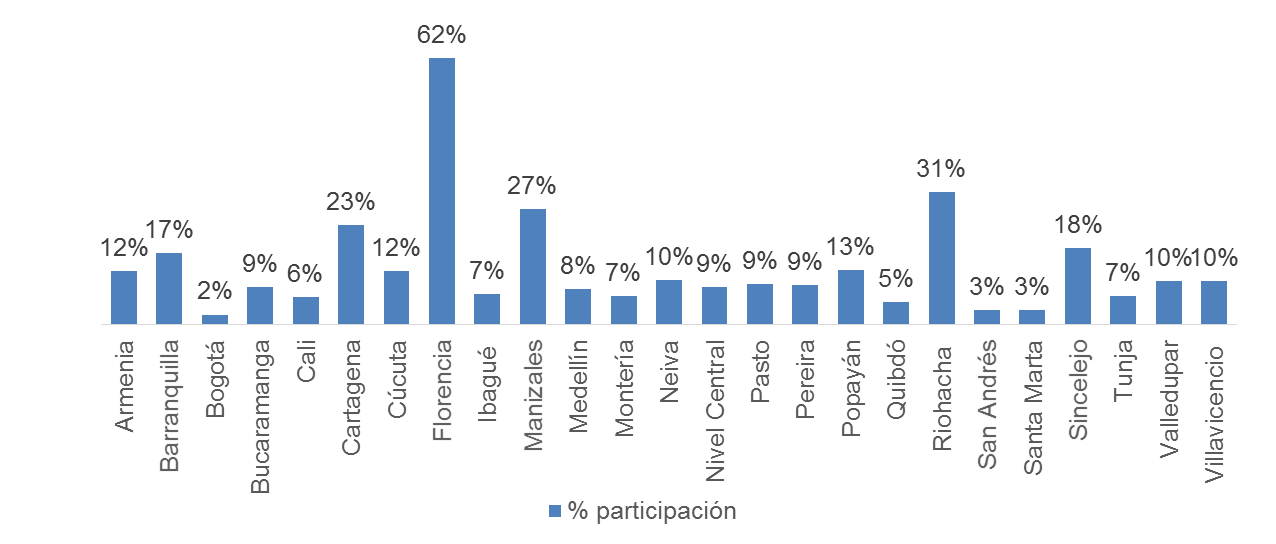 62%
31%
27%
23%
18%
17%
13%
12%
12%
10%
10%
10%
9%
9%
9%
9%
8%
7%
7%
7%
6%
5%
3%
3%
2%
Armenia
Barranquilla
Bogotá
Bucaramanga
Cali
Cartagena
Cúcuta
Florencia
Ibagué
Manizales
Medellín
Montería
Neiva
Nivel Central
Pasto
Pereira
Popayán
Quibdó
Riohacha
San Andrés
Santa Marta
Sincelejo
Tunja
Valledupar
Villavicencio
% participación